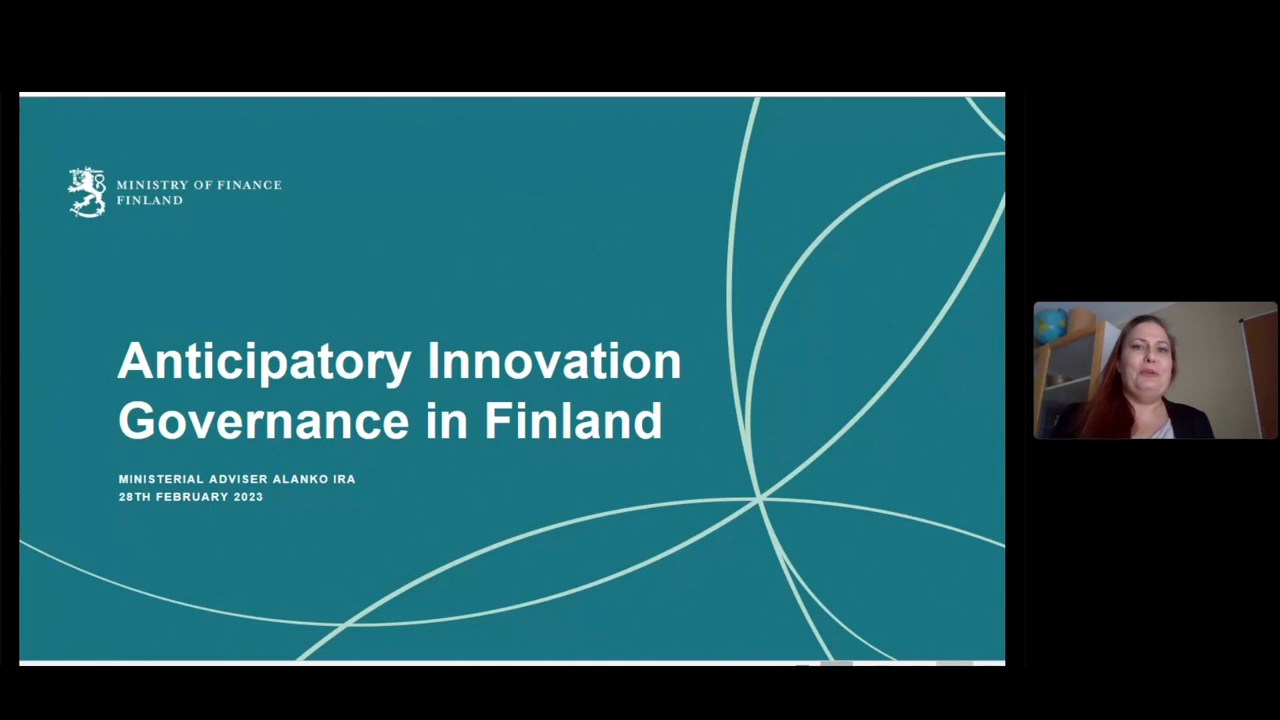 MINISTRY OF FINANCE
FINLAND
Anticipatory Innovation
Governance in Finland
MINISTERIAL ADVISER ALANKO IRA
28TH FEBRUARY 2023